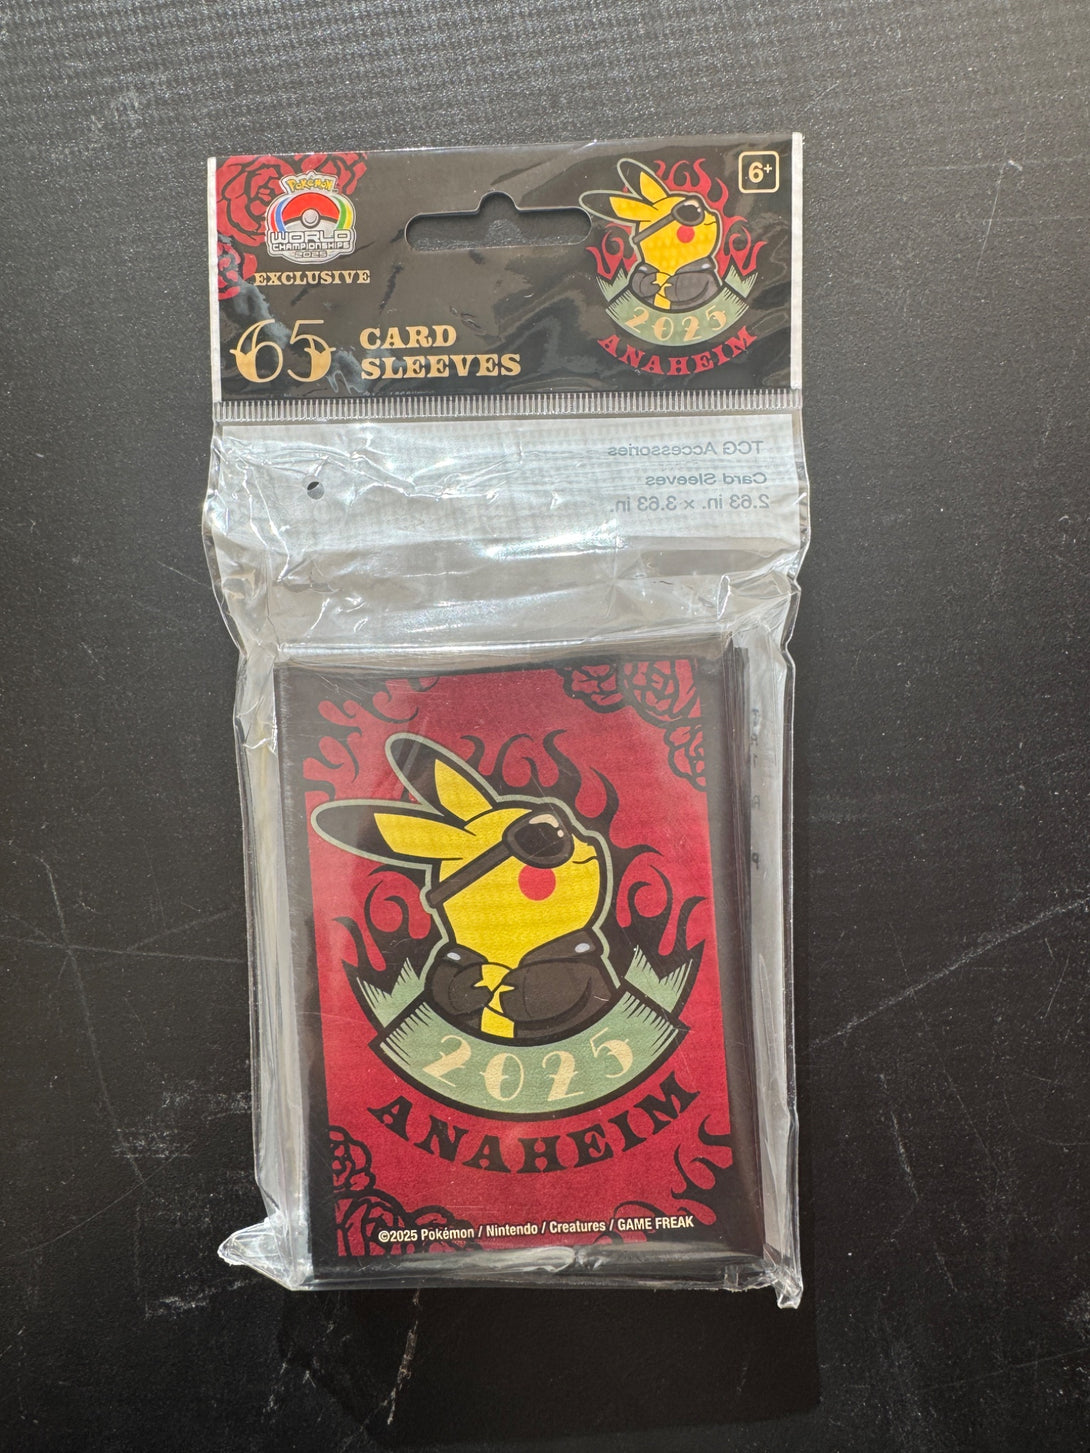 POKéMON
WORLD
CHAMPIONSHIPS
2025
EXCLUSIVE
65 CARD
SLEEVES
6+
2025
ANAHEIM
TCG Accessories
Card Sleeves
2.63 in. x 3.63 in.
2025
ANAHEIM
©2025 Pokémon / Nintendo / Creatures / GAME FREAK